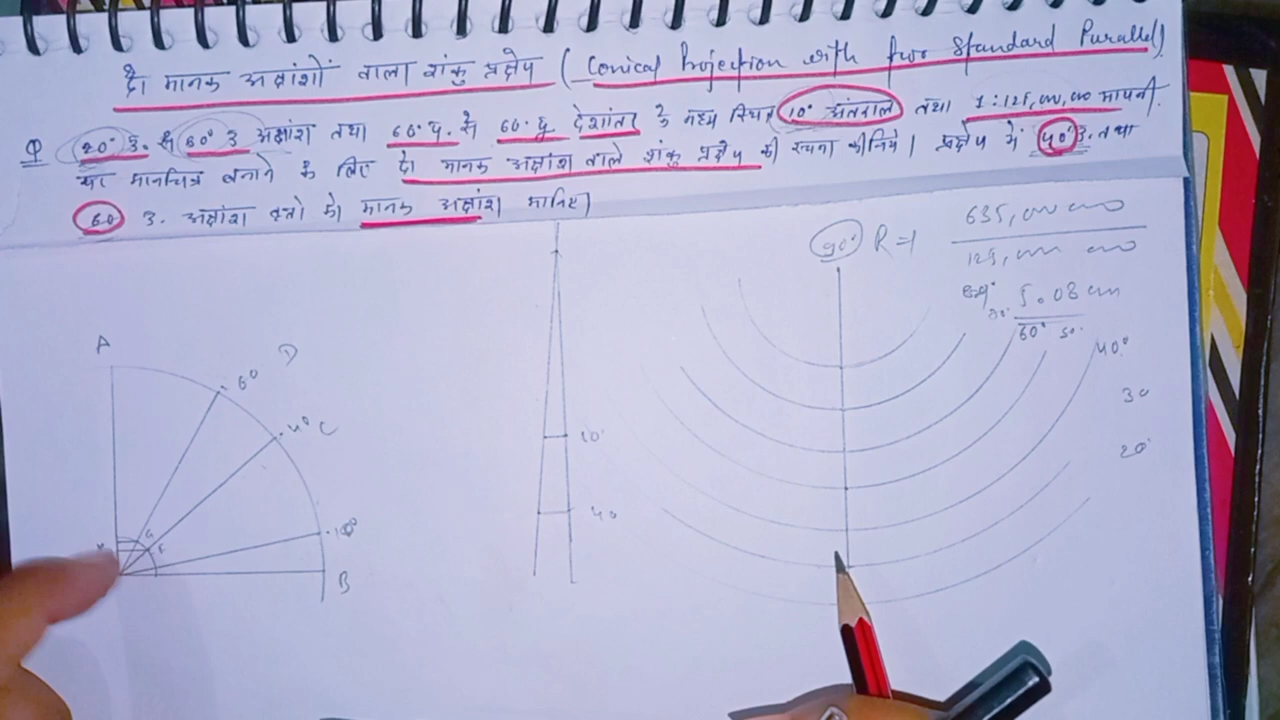 दो मानक अक्षांशों वाला शंकु प्रक्षेप (Conical Projection with two Standard Parallel)
Q 20° उ. से 80° उ अक्षांश तथा 60° प. से 60° पू देशांतर के मध्य स्थित 10° अंतराल तथा 1:125,000,000 मापनी
पर मानचित्र बनाने के लिए दो मानक अक्षांश वाले शंकु प्रक्षेप की रचना कीजिये। प्रक्षेप में 40° उ. तथा
60 उ. अक्षांश वृत्तों को मानक अक्षांश मानिए।
90° R =
635,000 000
125,000 000
5.08 cm
60° 50°
40°
30
20°
A
D
60
40 C
10°
B
G
F
40